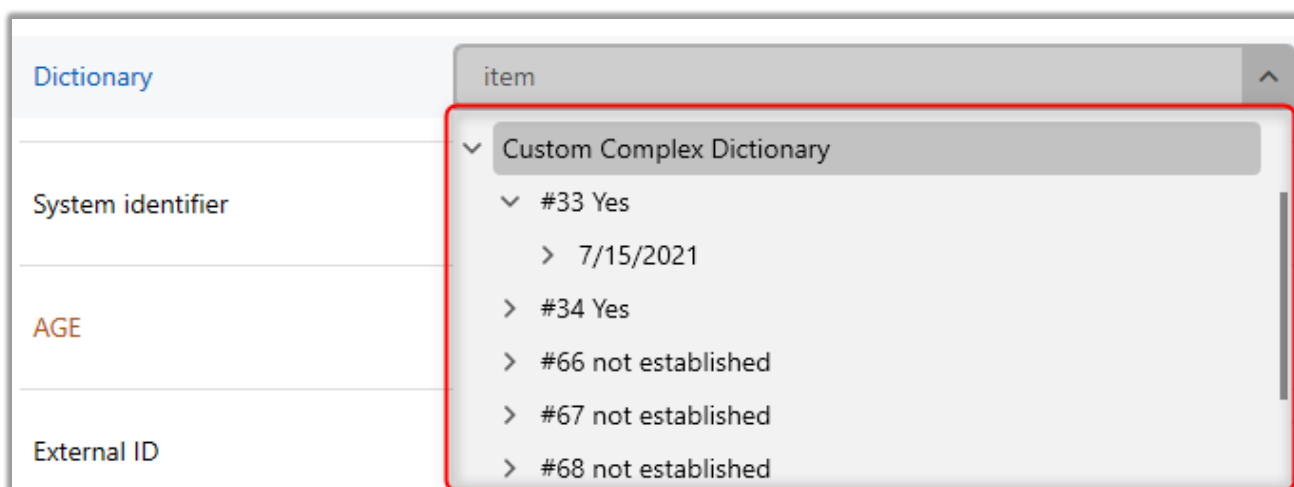 Dictionary
item
Custom Complex Dictionary
System identifier
#33 Yes
7/15/2021
AGE
#34 Yes
#66 not established
#67 not established
External ID
#68 not established